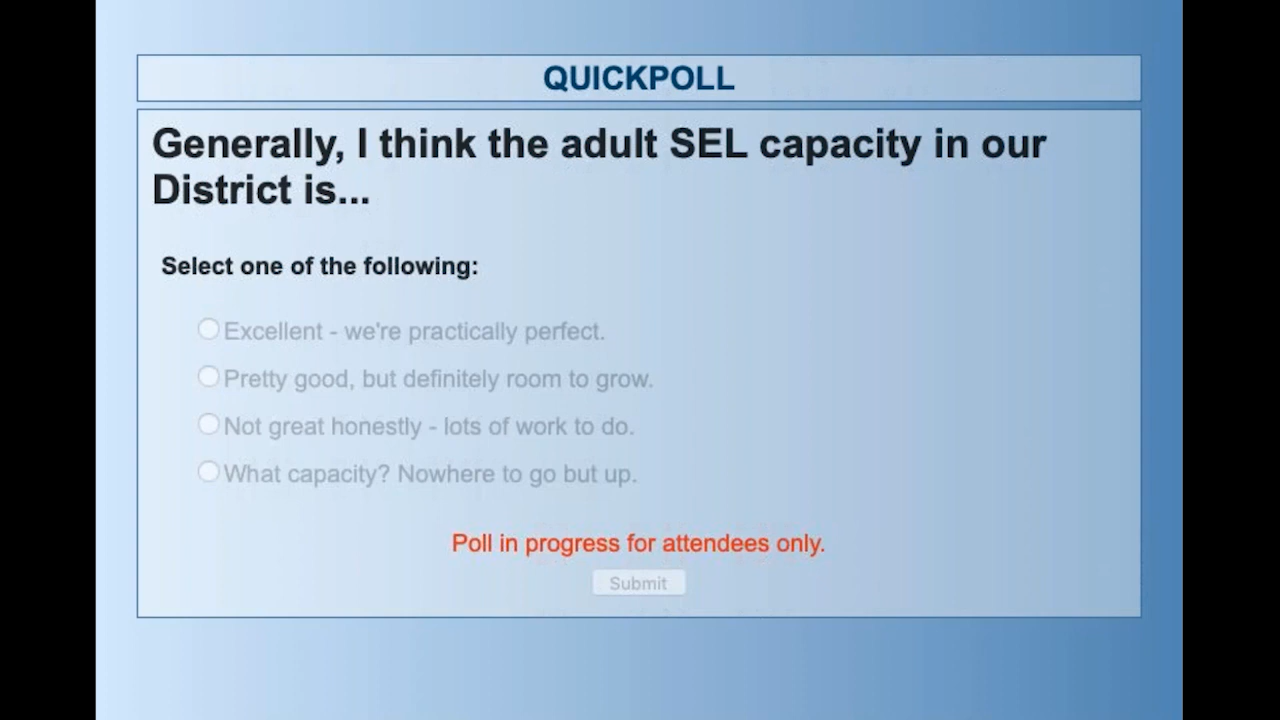 QUICKPOLL
Generally, I think the adult SEL capacity in our
District is...
Select one of the following:
Excellent - we're practically perfect.
Pretty good, but definitely room to grow.
Not great honestly - lots of work to do.
What capacity? Nowhere to go but up.
Poll in progress for attendees only.
Submit